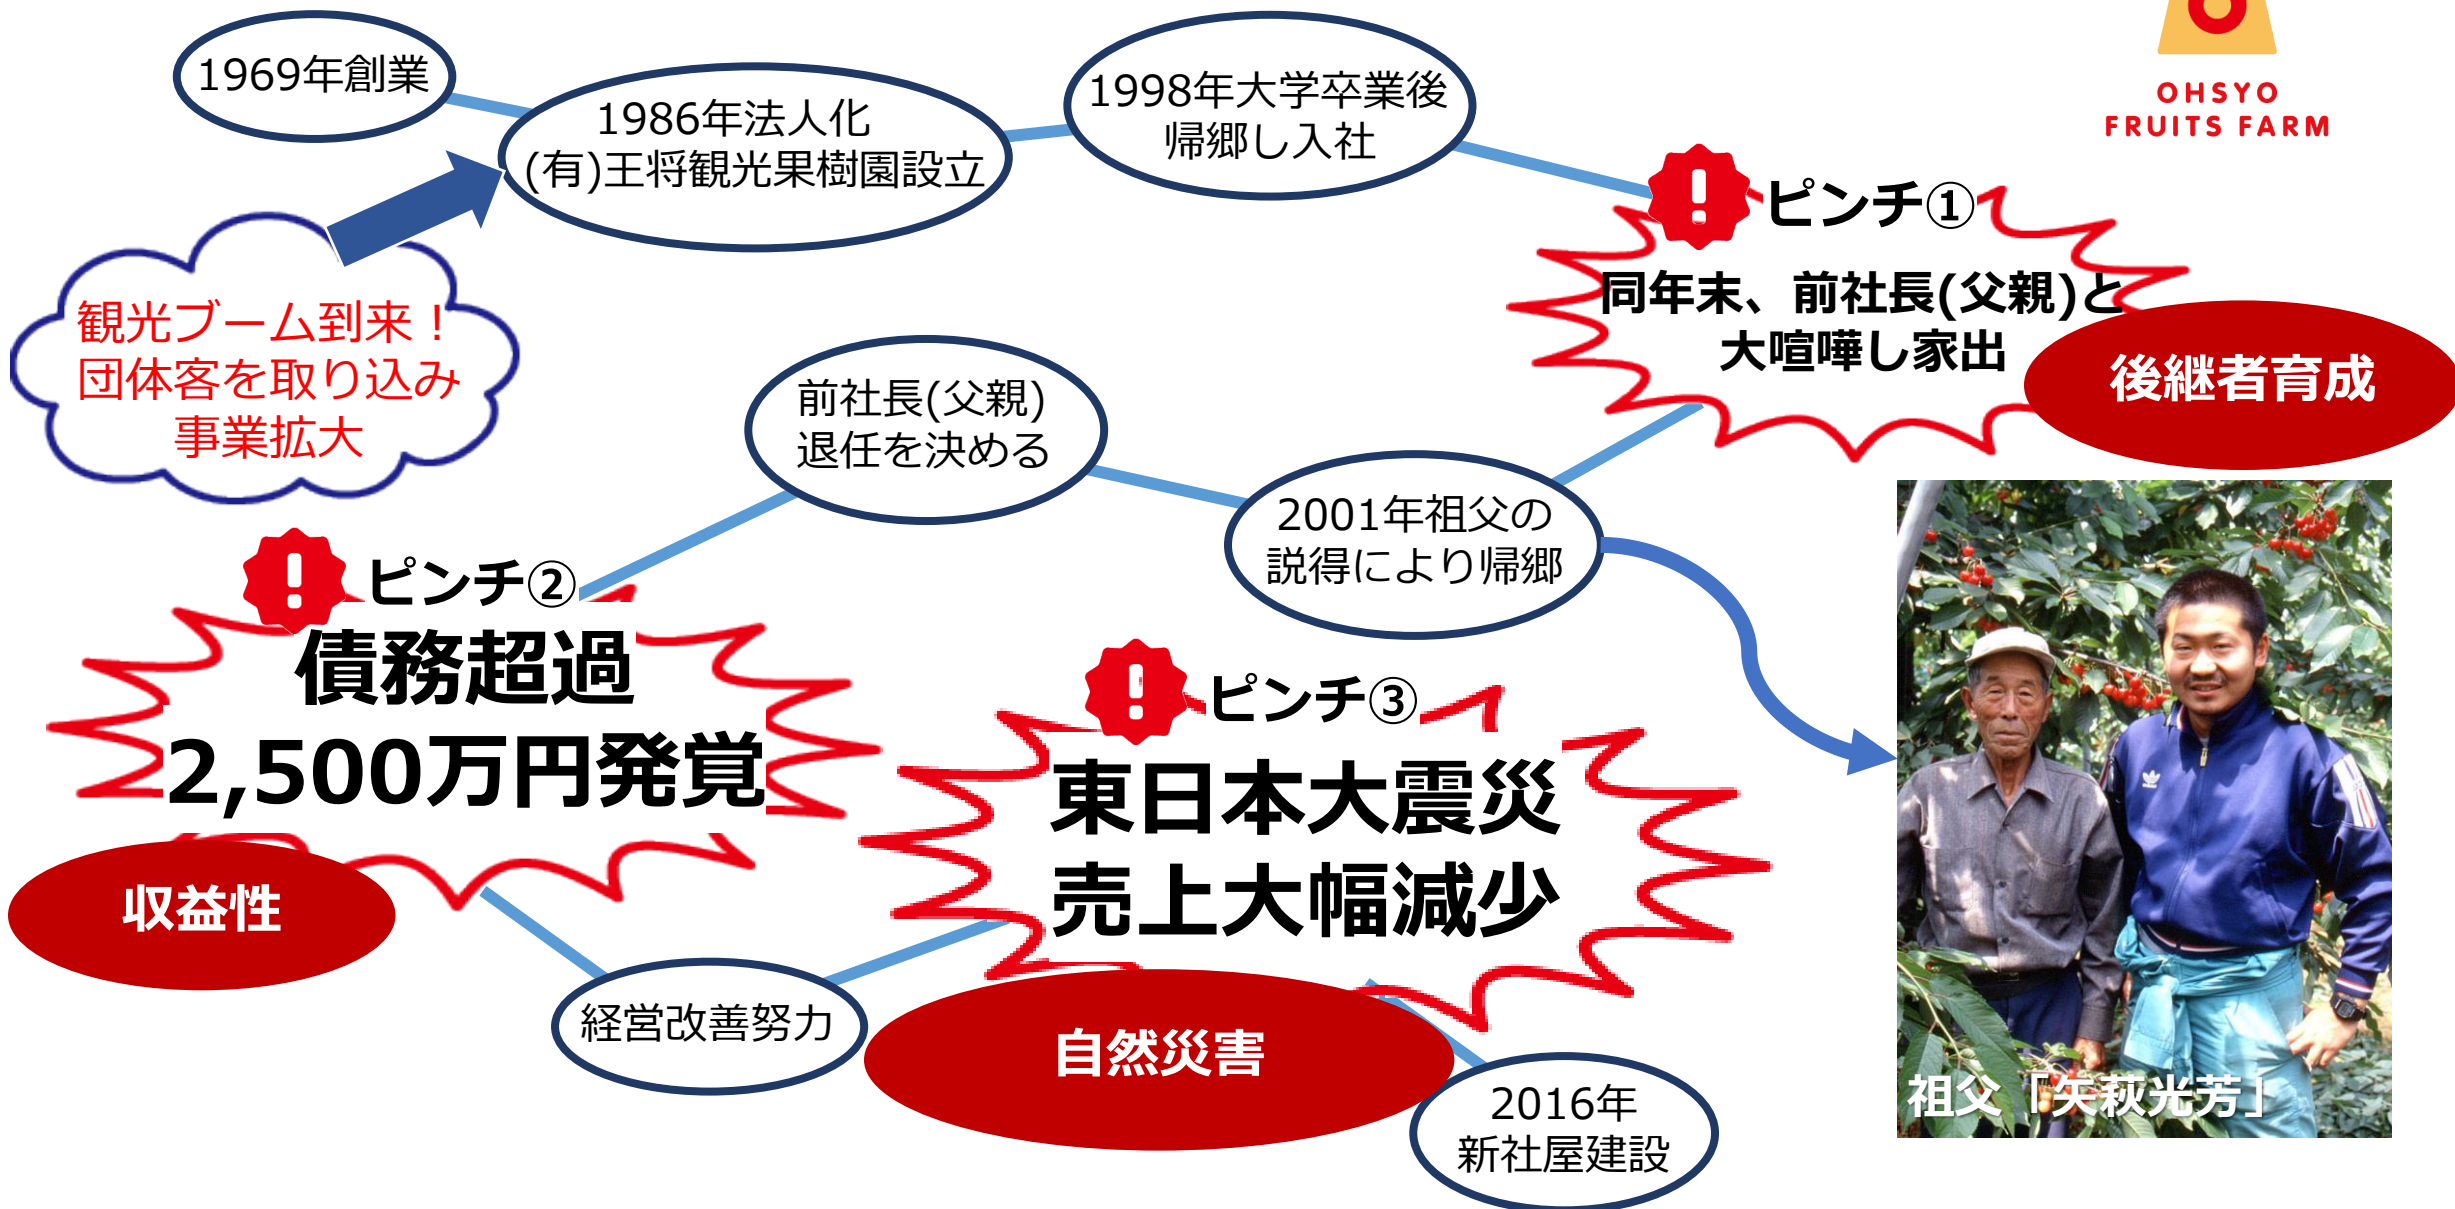 OHSYO
FRUITS FARM
1969年創業
1986年法人化
(有)王将観光果樹園設立
1998年大学卒業後
帰郷し入社
観光ブーム到来！
団体客を取り込み
事業拡大
ピンチ①
同年末、前社長(父親)と
大喧嘩し家出
後継者育成
2001年祖父の
説得により帰郷
前社長(父親)
退任を決める
ピンチ②
債務超過
2,500万円発覚
収益性
経営改善努力
ピンチ③
東日本大震災
売上大幅減少
自然災害
2016年
新社屋建設
祖父「矢萩光芳」